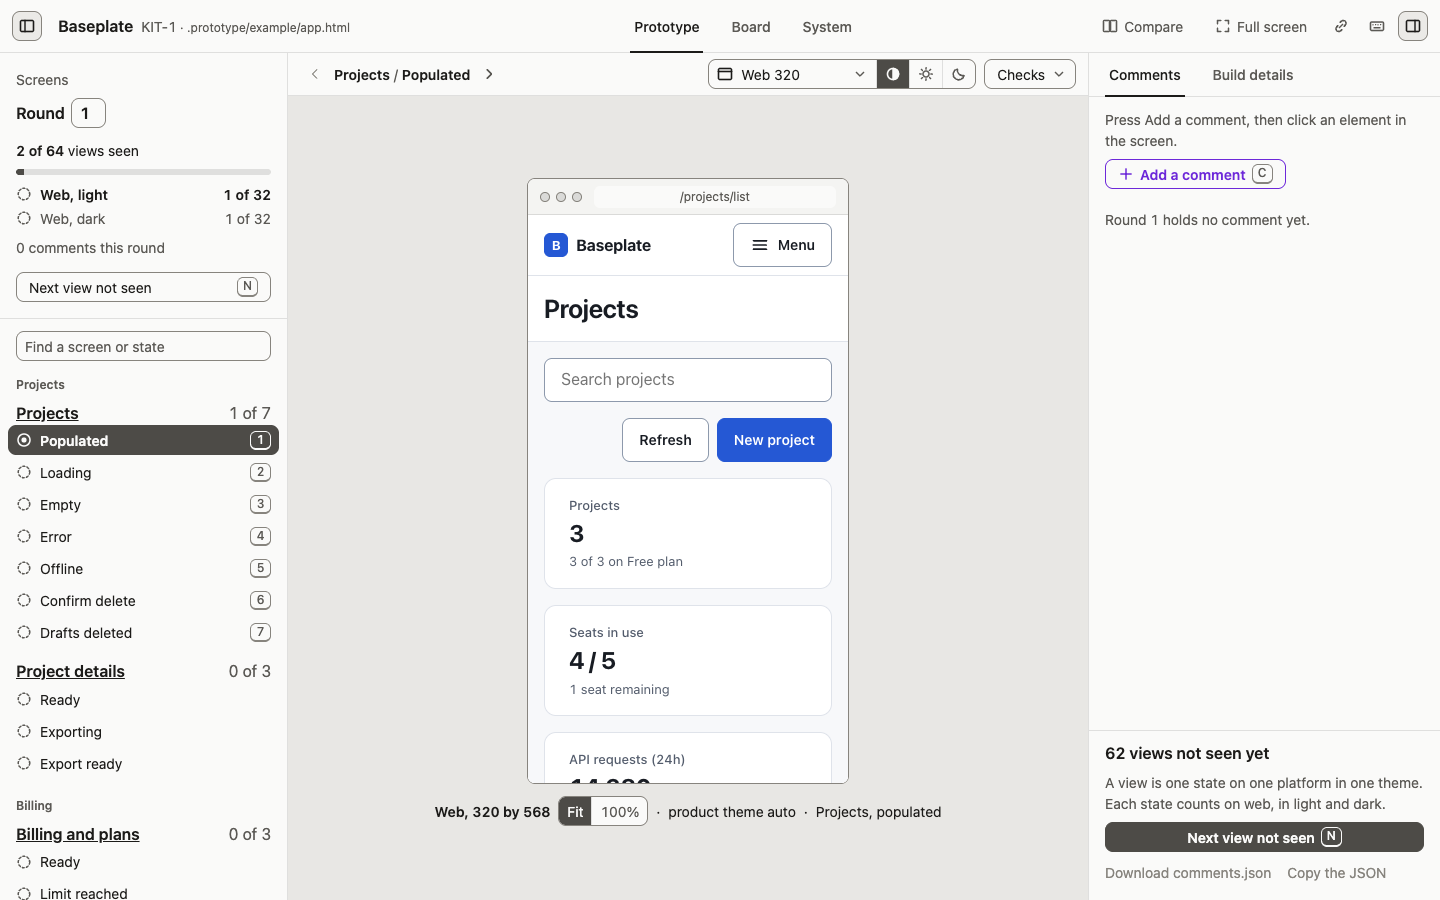 Baseplate KIT-1 · .prototype/example/app.html
Prototype Board System
Compare Full screen
Screens
Round 1
2 of 64 views seen
Web, light 1 of 32
Web, dark 1 of 32
0 comments this round
Next view not seen N
Find a screen or state
Projects
Projects 1 of 7
Populated 1
Loading 2
Empty 3
Error 4
Offline 5
Confirm delete 6
Drafts deleted 7
Project details 0 of 3
Ready
Exporting
Export ready
Billing
Billing and plans 0 of 3
Ready
Limit reached
Projects / Populated
Web 320
Checks
/projects/list
B Baseplate
Menu
Projects
Search projects
Refresh New project
Projects
3
3 of 3 on Free plan
Seats in use
4 / 5
1 seat remaining
API requests (24h)
Web, 320 by 568 Fit 100% · product theme auto · Projects, populated
Comments Build details
Press Add a comment, then click an element in
the screen.
+ Add a comment C
Round 1 holds no comment yet.
62 views not seen yet
A view is one state on one platform in one theme.
Each state counts on web, in light and dark.
Next view not seen N
Download comments.json Copy the JSON